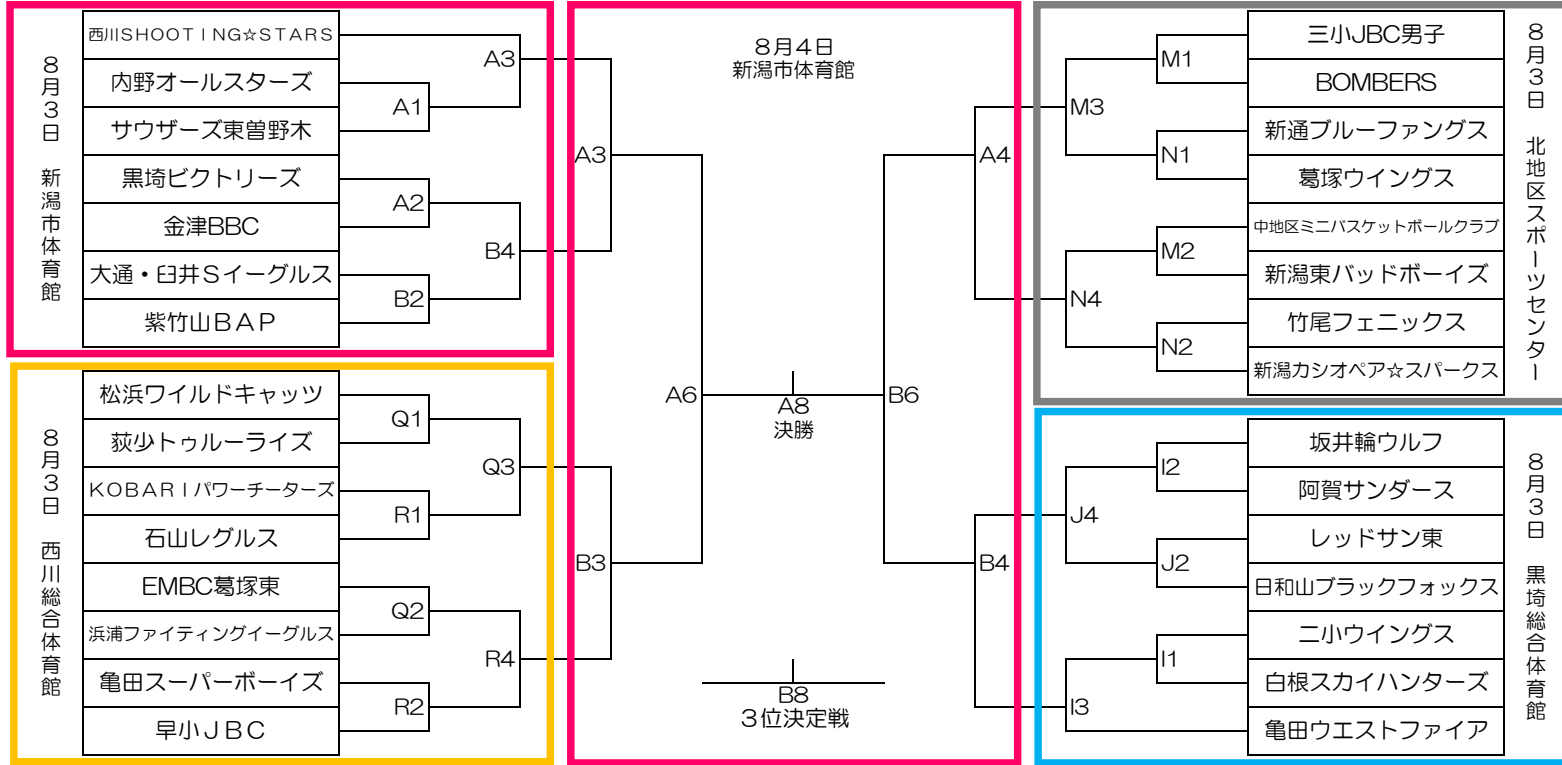 8月3日 新潟市体育館
西川SHOOTING☆STARS
内野オールスターズ
サウザーズ東曽野木
黒埼ビクトリーズ
金津BBC
大通・臼井Sイーグルス
紫竹山BAP
A3
A1
A2
B4
B2
8月3日 西川総合体育館
松浜ワイルドキャッツ
荻少トゥルーライズ
KOBARIパワーチーターズ
石山レグルス
EMBC葛塚東
浜浦ファイティングイーグルス
亀田スーパーボーイズ
早小JBC
Q1
Q3
R1
Q2
R4
R2
8月4日
新潟市体育館
A3
A4
A6
A8
決勝
B6
B3
B4
B8
3位決定戦
8月3日 北地区スポーツセンター
三小JBC男子
BOMBERS
新通ブルーファングス
葛塚ウイングス
中地区ミニバスケットボールクラブ
新潟東バッドボーイズ
竹尾フェニックス
新潟カシオペア☆スパークス
M1
M3
N1
M2
N4
N2
8月3日 黒埼総合体育館
坂井輪ウルフ
阿賀サンダース
レッドサン東
日和山ブラックフォックス
二小ウイングス
白根スカイハンターズ
亀田ウエストファイア
I2
J4
J2
I1
I3